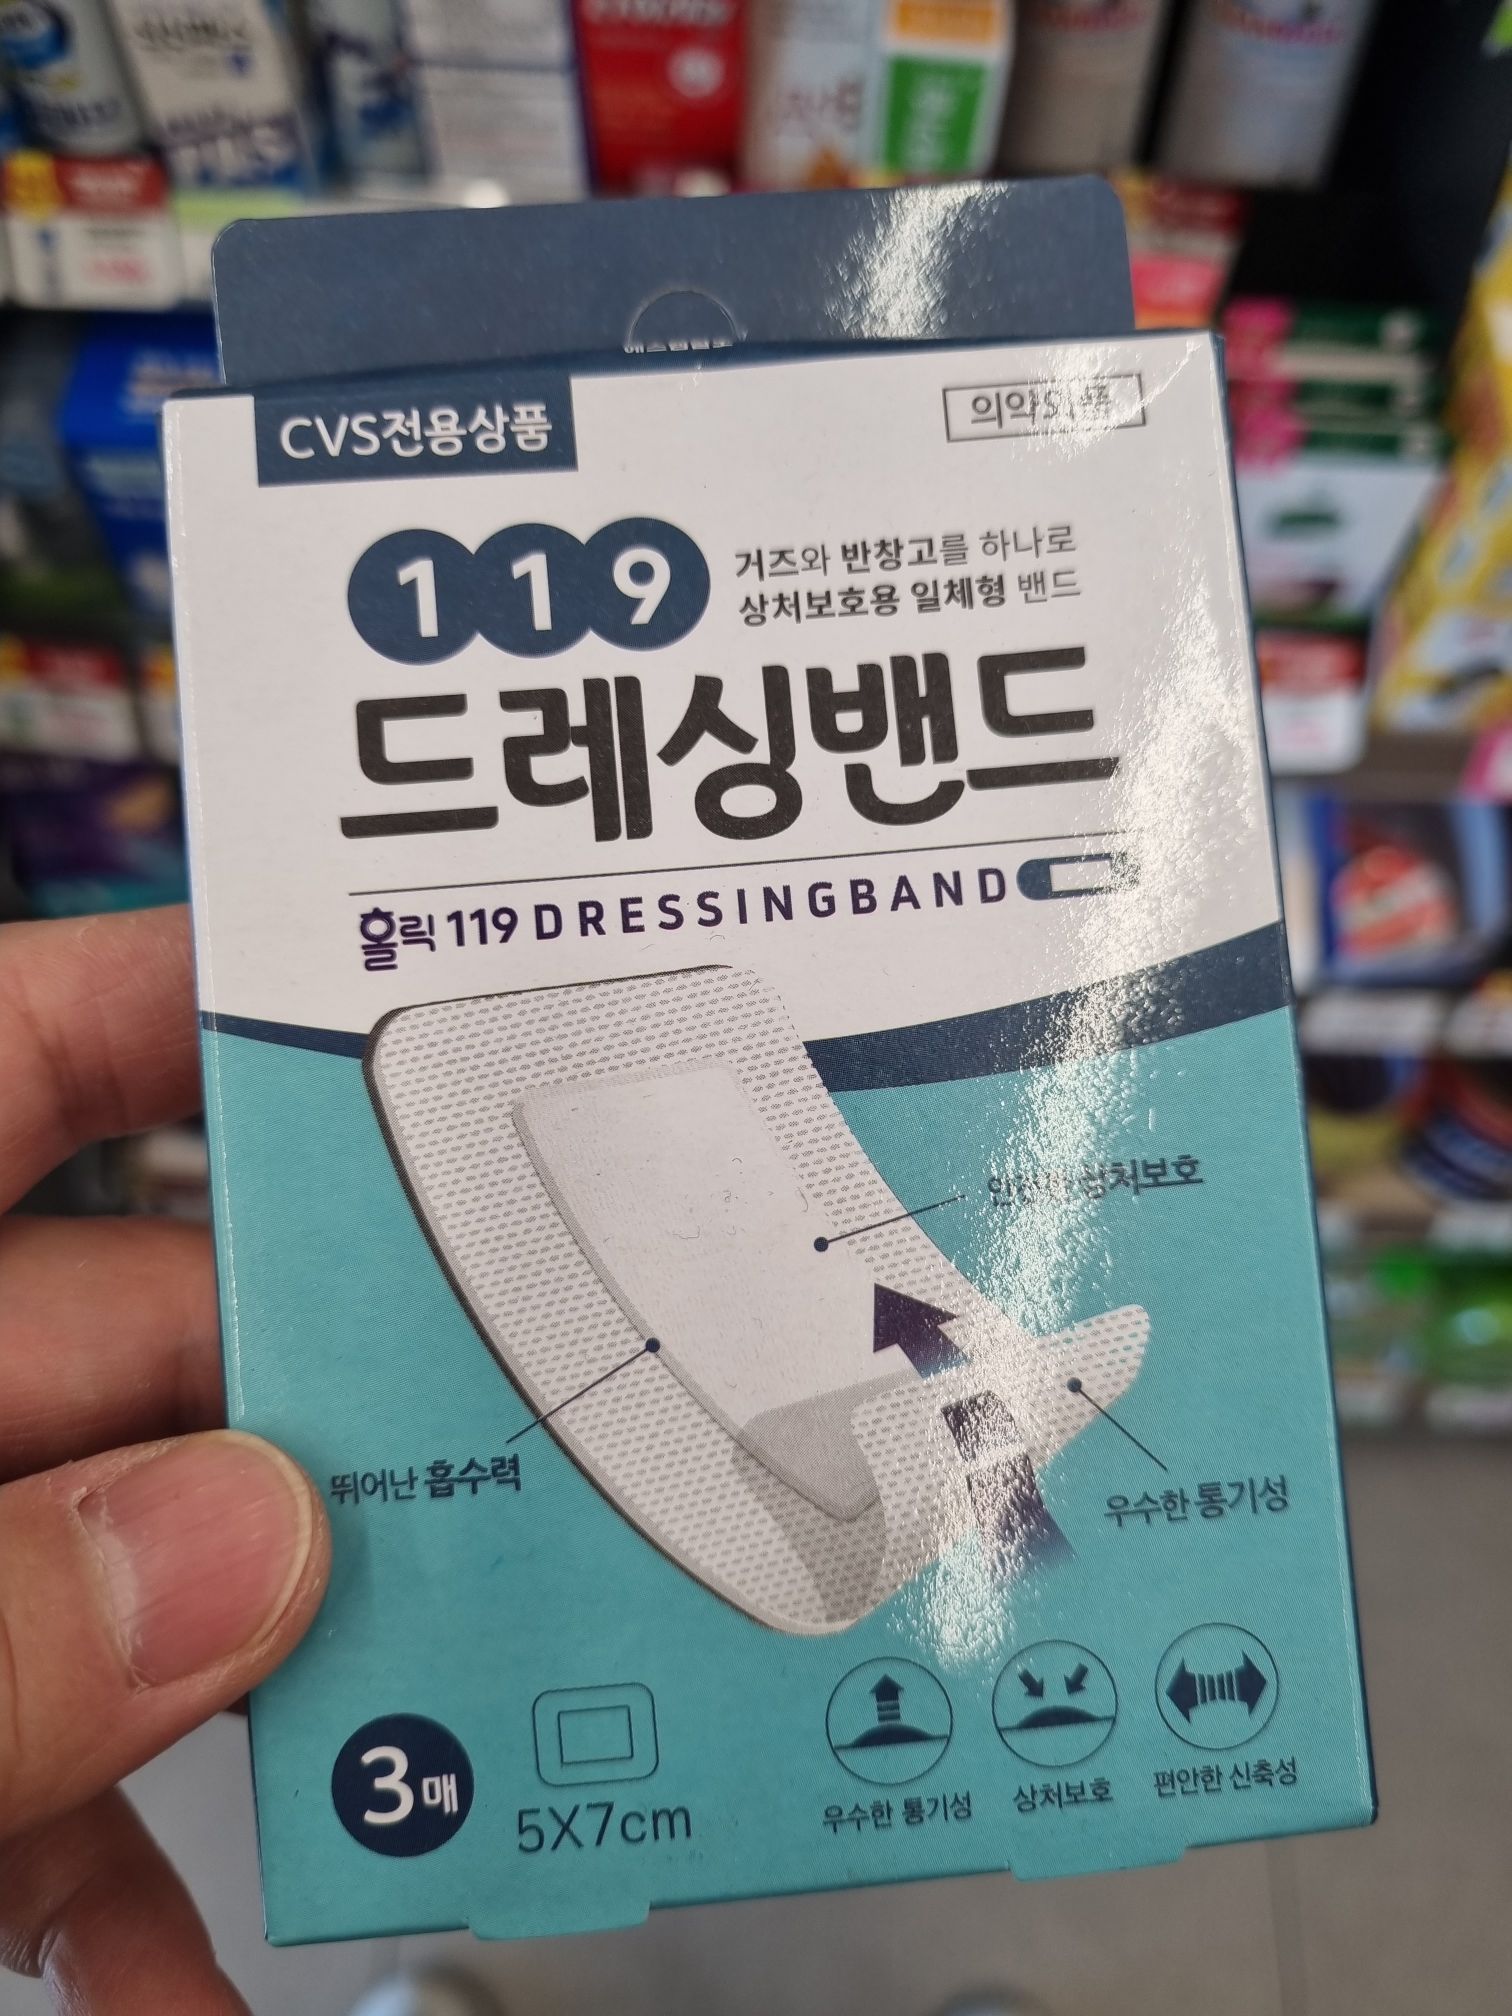 CVS전용상품
의약외품
119
거즈와 반창고를 하나로
상처보호용 일체형 밴드
드레싱밴드
홀릭 119 DRESSINGBAND
상처보호
뛰어난 흡수력
우수한 통기성
3매
5X7cm
우수한 통기성
상처보호
편안한 신축성